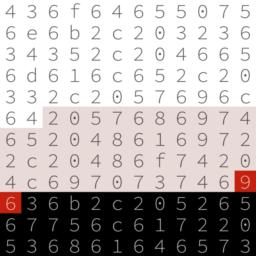 4 3 6 f 6 4 6 5 5 0 7 5
6 e 6 b 2 c 2 0 3 2 3 6
3 4 3 5 2 c 2 0 4 6 6 5
6 d 6 1 6 c 6 5 2 c 2 0
3 3 2 c 2 0 5 7 6 9 6 c
6 4 2 0 5 7 6 8 6 9 7 4
6 5 2 0 4 8 6 1 6 9 7 2
2 c 2 0 4 8 6 f 7 4 2 0
4 c 6 9 7 0 7 3 7 4 6 9
6 3 6 b 2 c 2 0 5 2 6 5
6 7 7 5 6 c 6 1 7 2 2 0
5 3 6 8 6 1 6 4 6 5 7 3